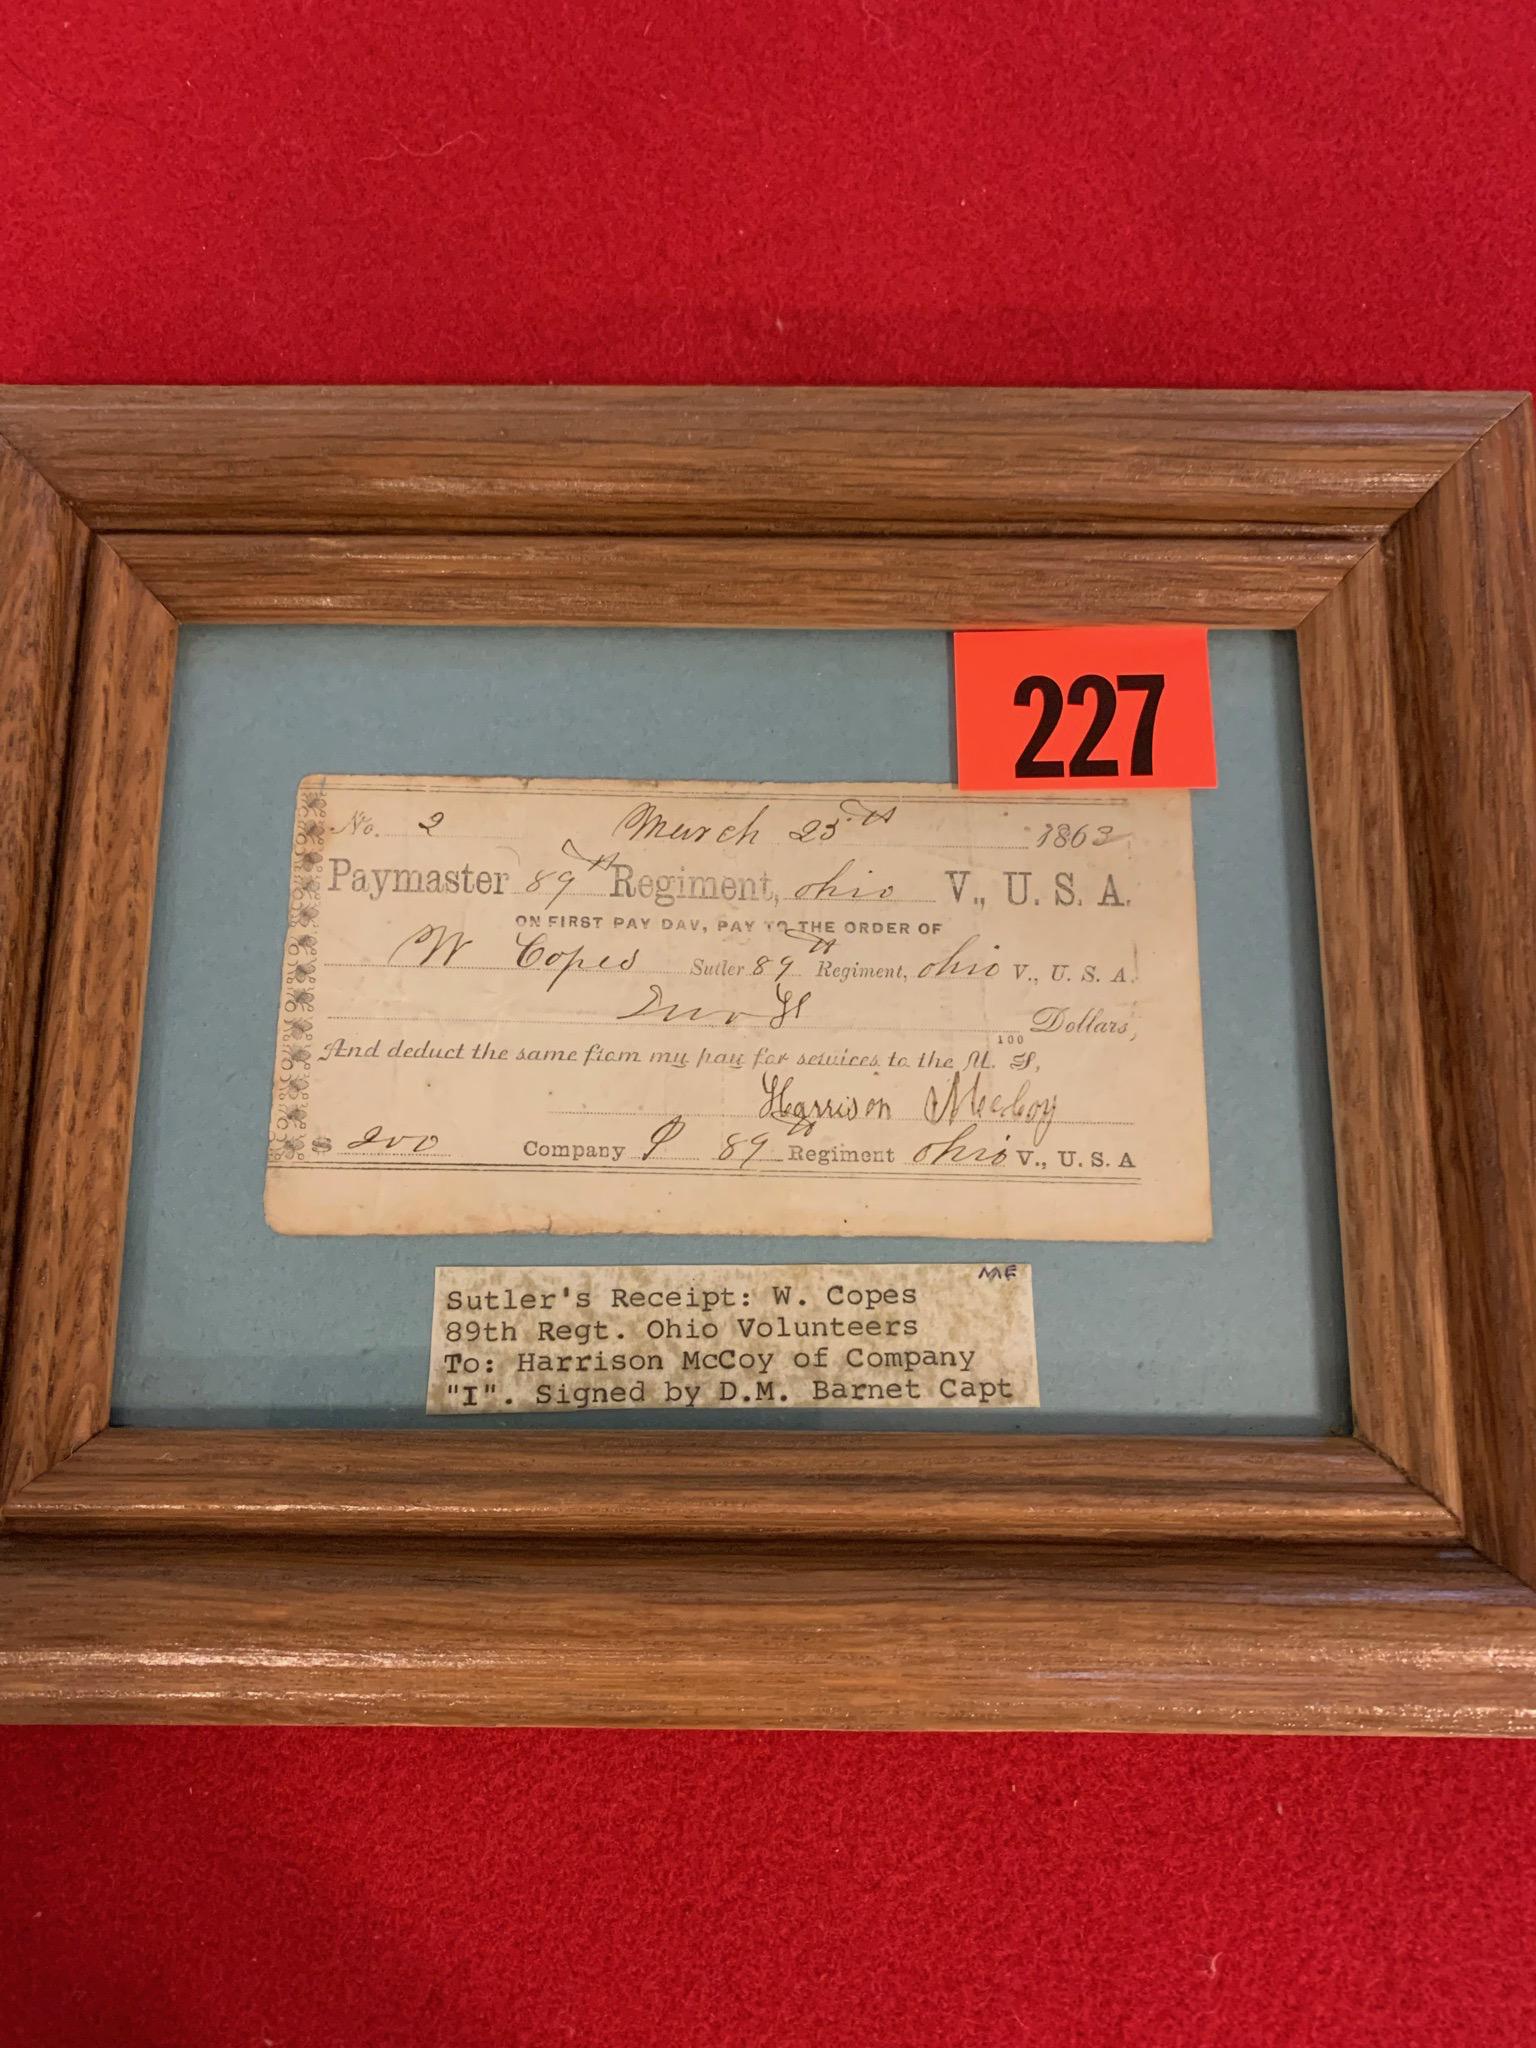 227
No. 2 March 25th 1863
Paymaster 89th Regiment, ohio V., U. S. A.
ON FIRST PAY DAY, PAY TO THE ORDER OF
W Copes Sutler 89th Regiment, ohio V., U. S. A.
Two 100 Dollars,
And deduct the same from my pay for services to the U. S,
Harrison McCoy
$ 200 Company I 89th Regiment ohio V., U. S. A
ME
Sutler's Receipt: W. Copes
89th Regt. Ohio Volunteers
To: Harrison McCoy of Company
"I". Signed by D.M. Barnet Capt